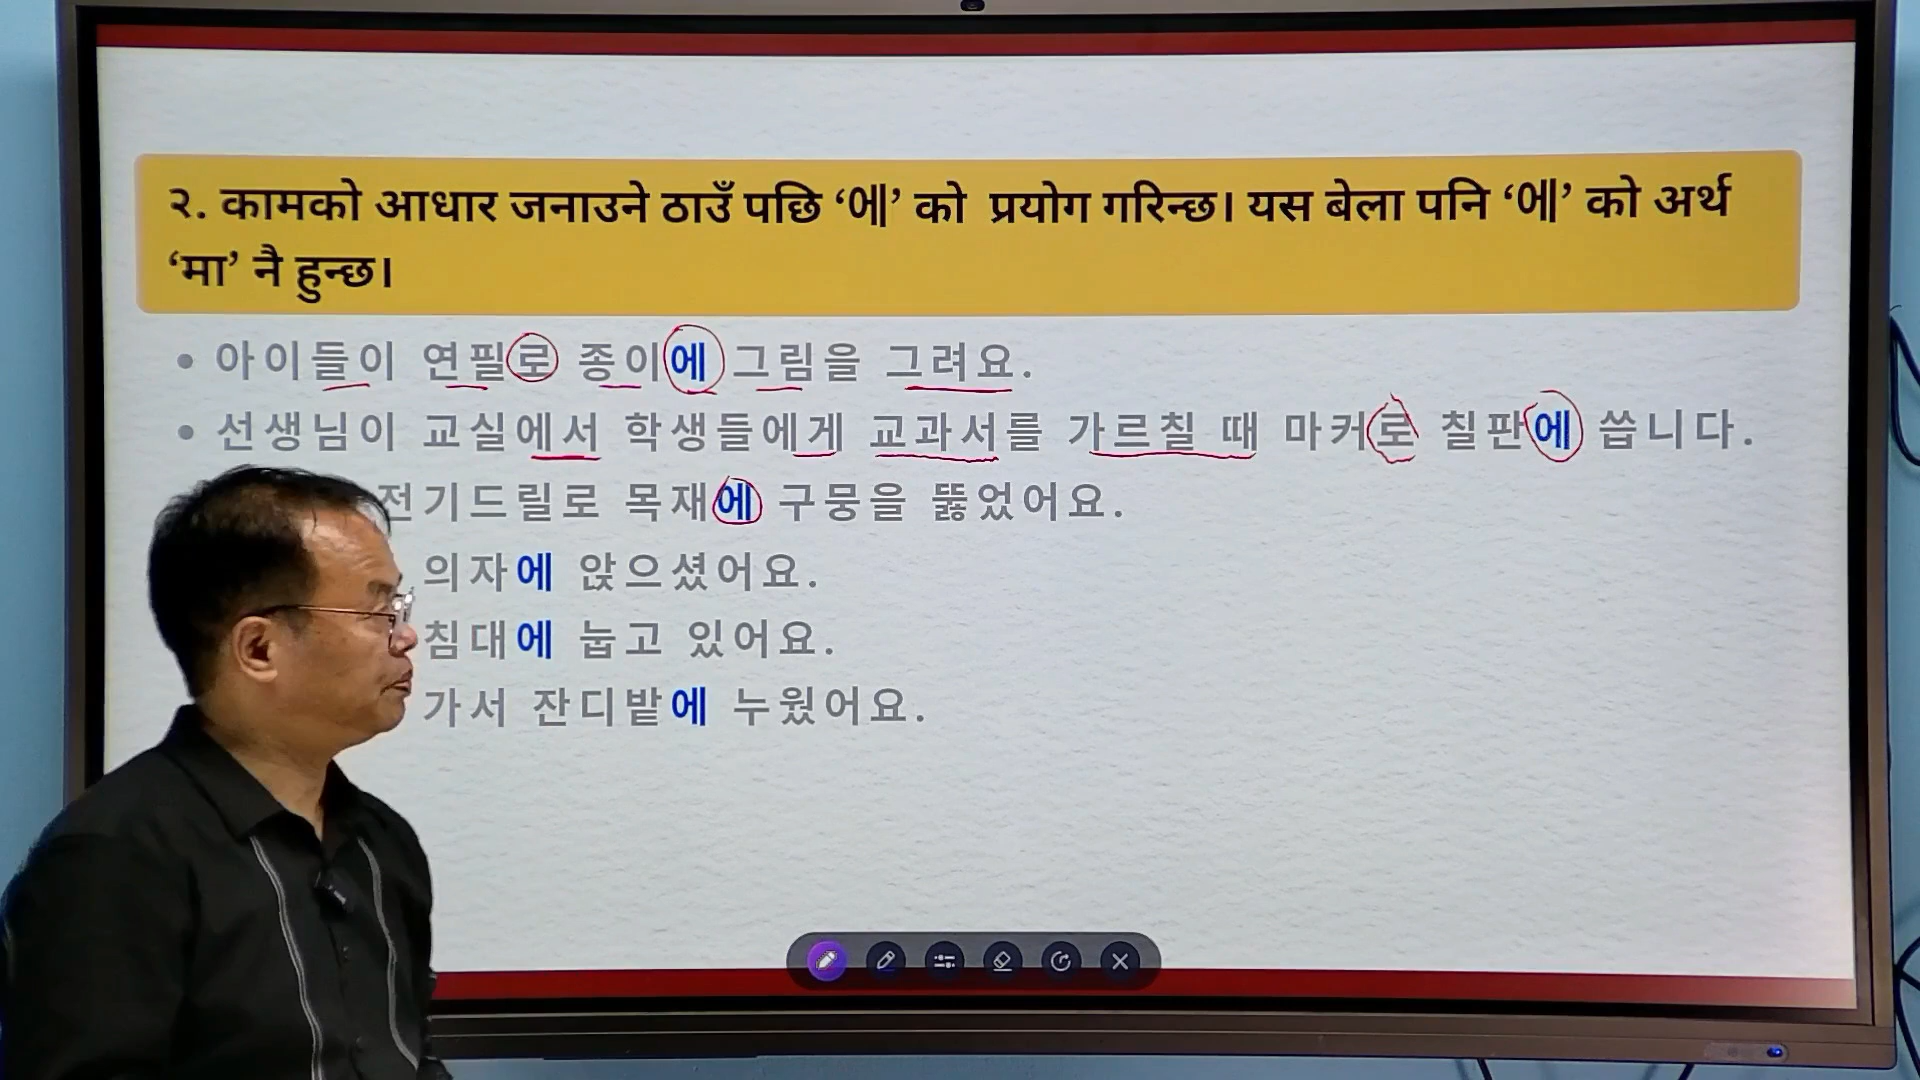 २. कामको आधार जनाउने ठाउँ पछि ‘에’ को प्रयोग गरिन्छ। यस बेला पनि ‘에’ को अर्थ
‘मा’ नै हुन्छ।
• 아이들이 연필로 종이에 그림을 그려요.
• 선생님이 교실에서 학생들에게 교과서를 가르칠 때 마커로 칠판에 씁니다.
전기드릴로 목재에 구뭉을 뚫었어요.
의자에 앉으셨어요.
침대에 눕고 있어요.
가서 잔디밭에 누웠어요.